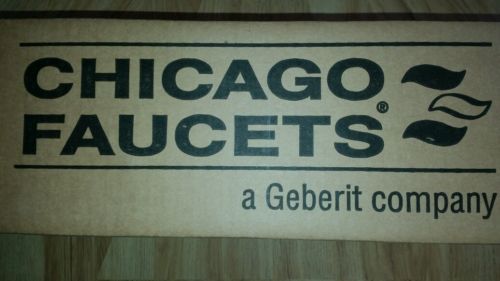 CHICAGO
FAUCETS®
a Geberit company